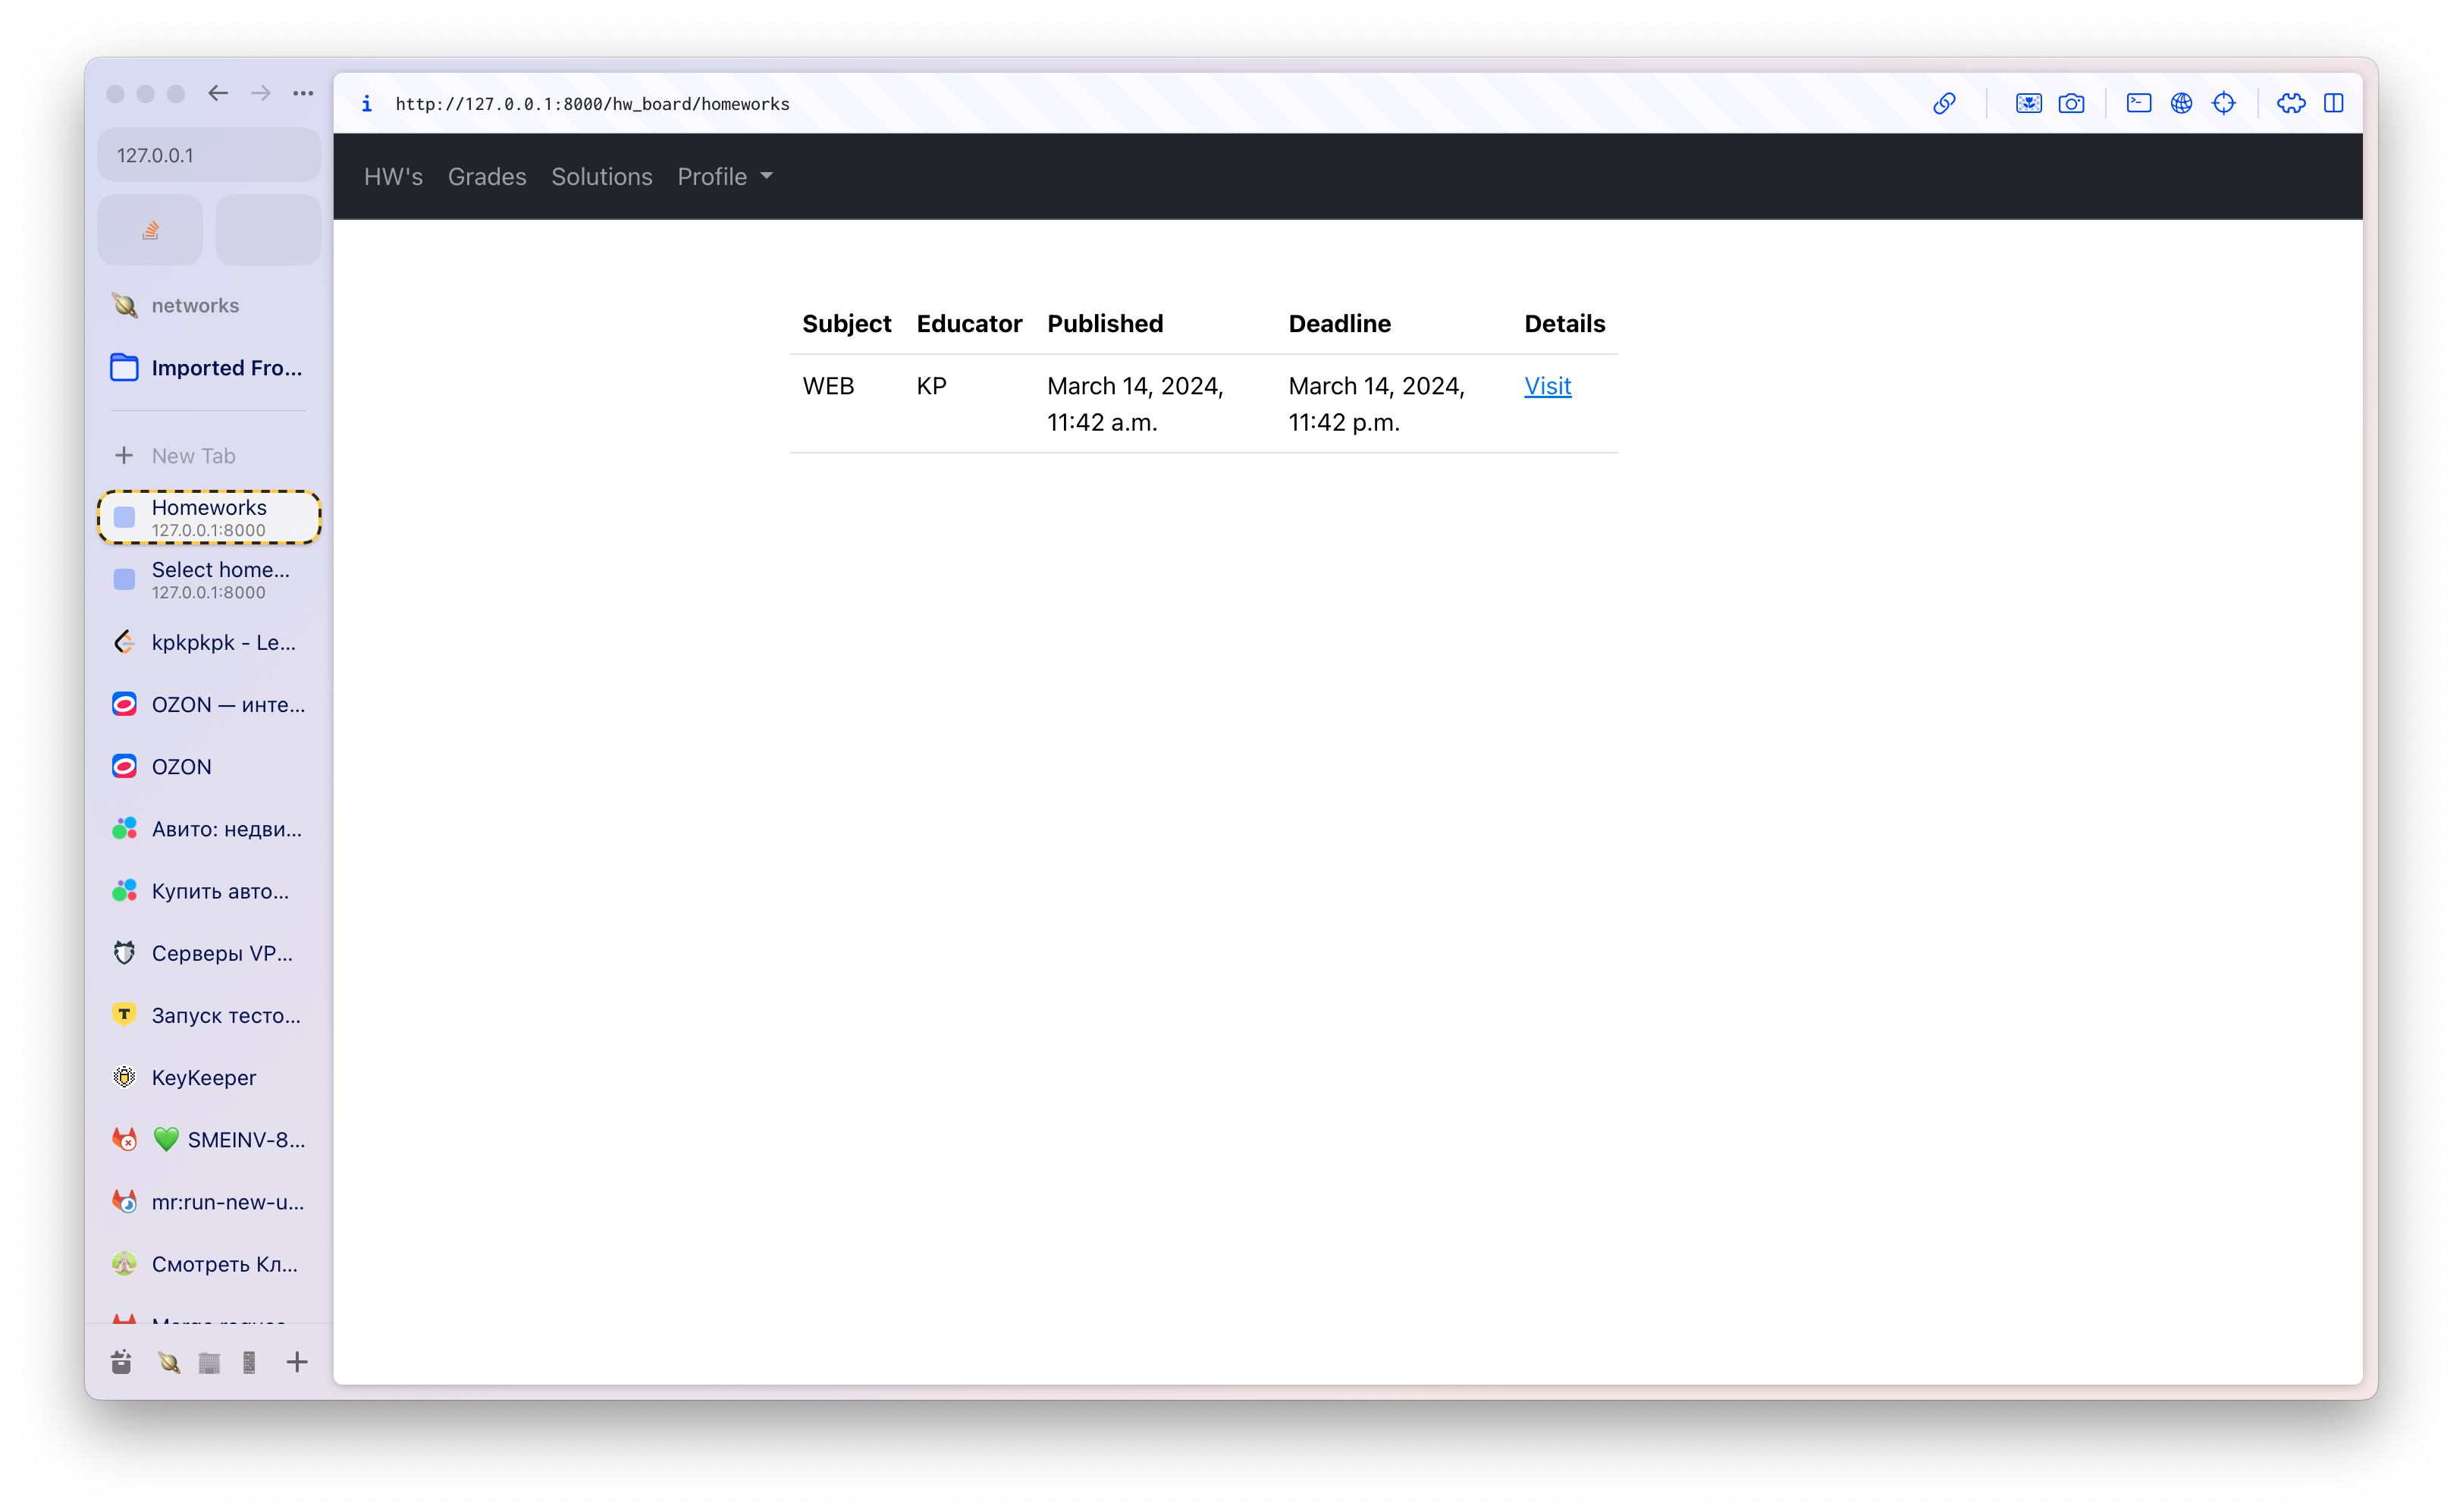 http://127.0.0.1:8000/hw_board/homeworks
127.0.0.1
HW's Grades Solutions Profile
networks
Imported Fro...
New Tab
Homeworks
127.0.0.1:8000
Select home...
127.0.0.1:8000
kpkpkpk - Le...
OZON — инте...
OZON
Авито: недви...
Купить авто...
Серверы VP...
Запуск тесто...
KeyKeeper
💚 SMEINV-8...
mr:run-new-u...
Смотреть Кл...
Subject Educator Published Deadline Details
WEB KP March 14, 2024, March 14, 2024, Visit
11:42 a.m. 11:42 p.m.